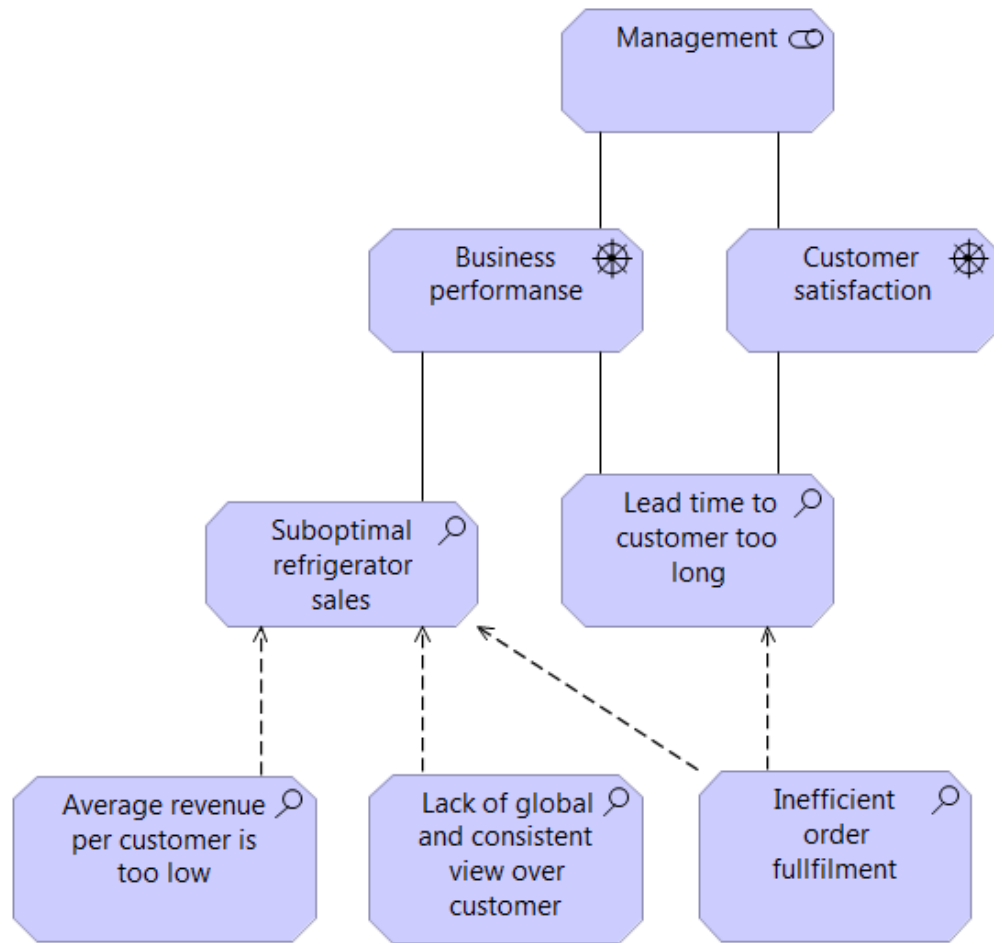 Management
Business
performanse
Customer
satisfaction
Suboptimal
refrigerator
sales
Lead time to
customer too
long
Average revenue
per customer is
too low
Lack of global
and consistent
view over
customer
Inefficient
order
fullfilment